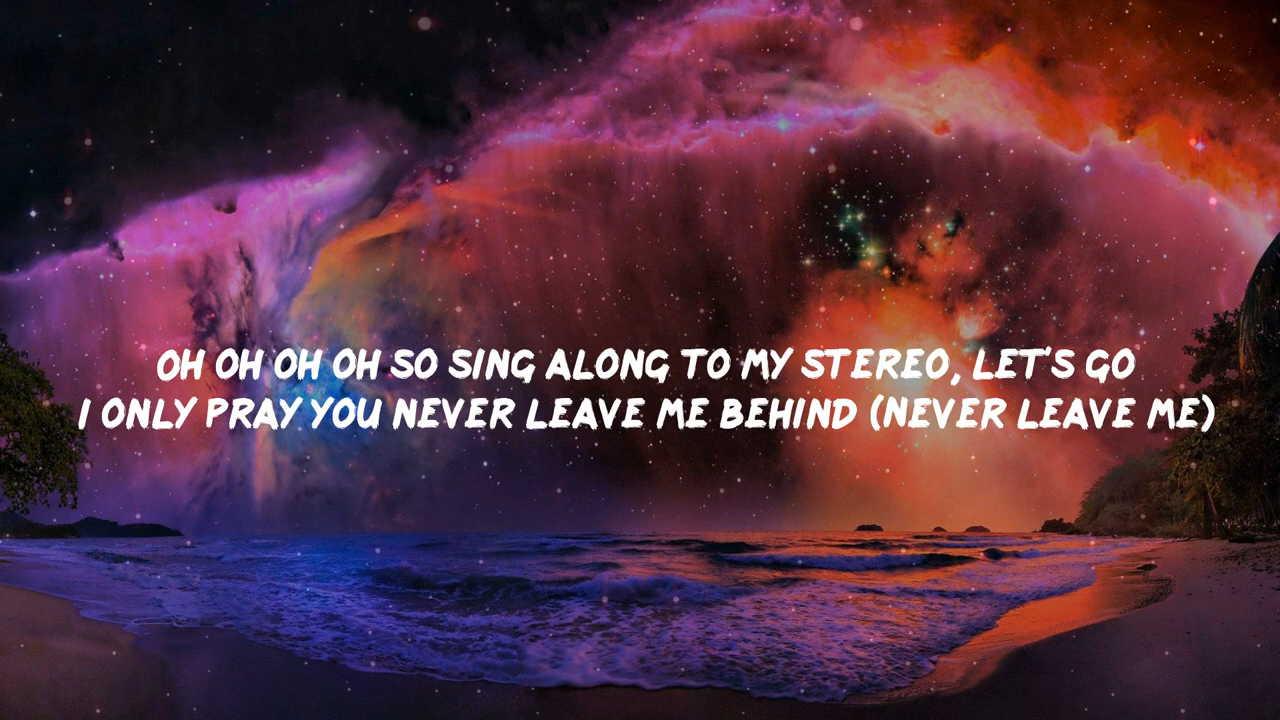 OH OH OH OH SO SING ALONG TO MY STEREO, LET'S GO
I ONLY PRAY YOU NEVER LEAVE ME BEHIND (NEVER LEAVE ME)